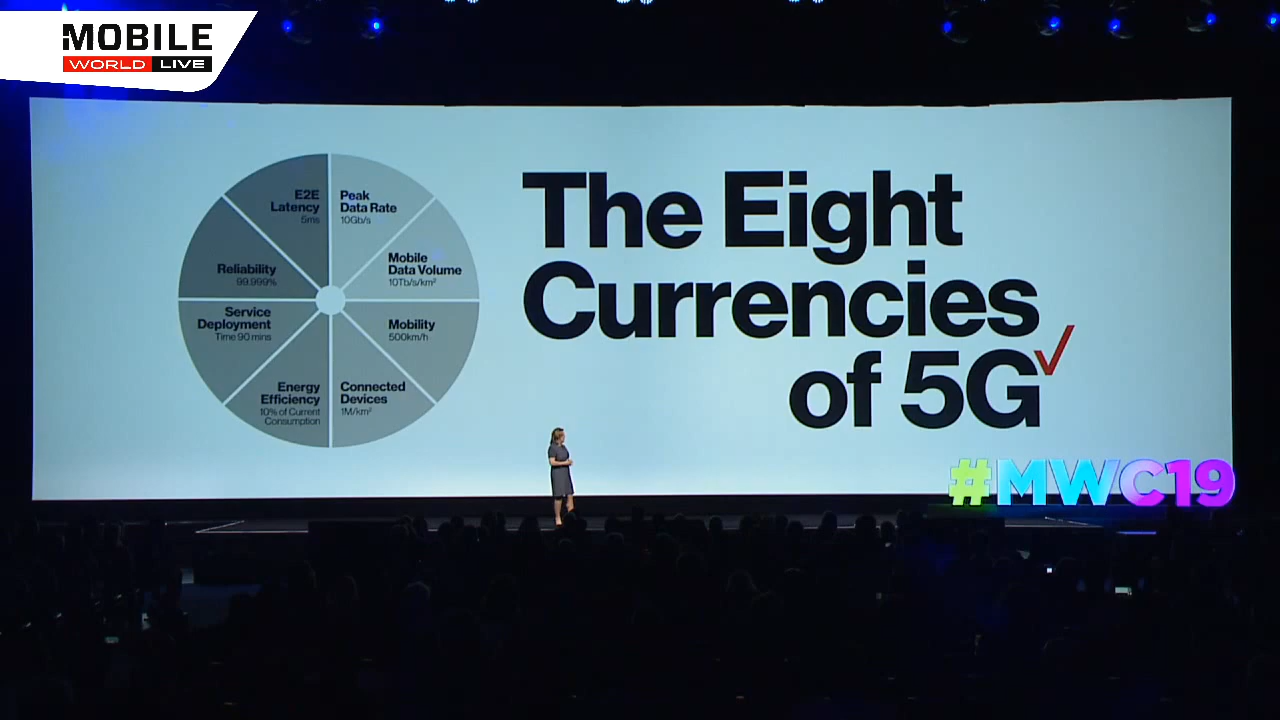 MOBILE
WORLD LIVE
E2E
Latency
5ms
Peak
Data Rate
10Gb/s
Reliability
99.999%
Mobile
Data Volume
10Tb/s/km²
Service
Deployment
Time 90 mins
Mobility
500km/h
Energy
Efficiency
10% of Current
Consumption
Connected
Devices
1M/km²
The Eight
Currencies
of 5G
#MWC19